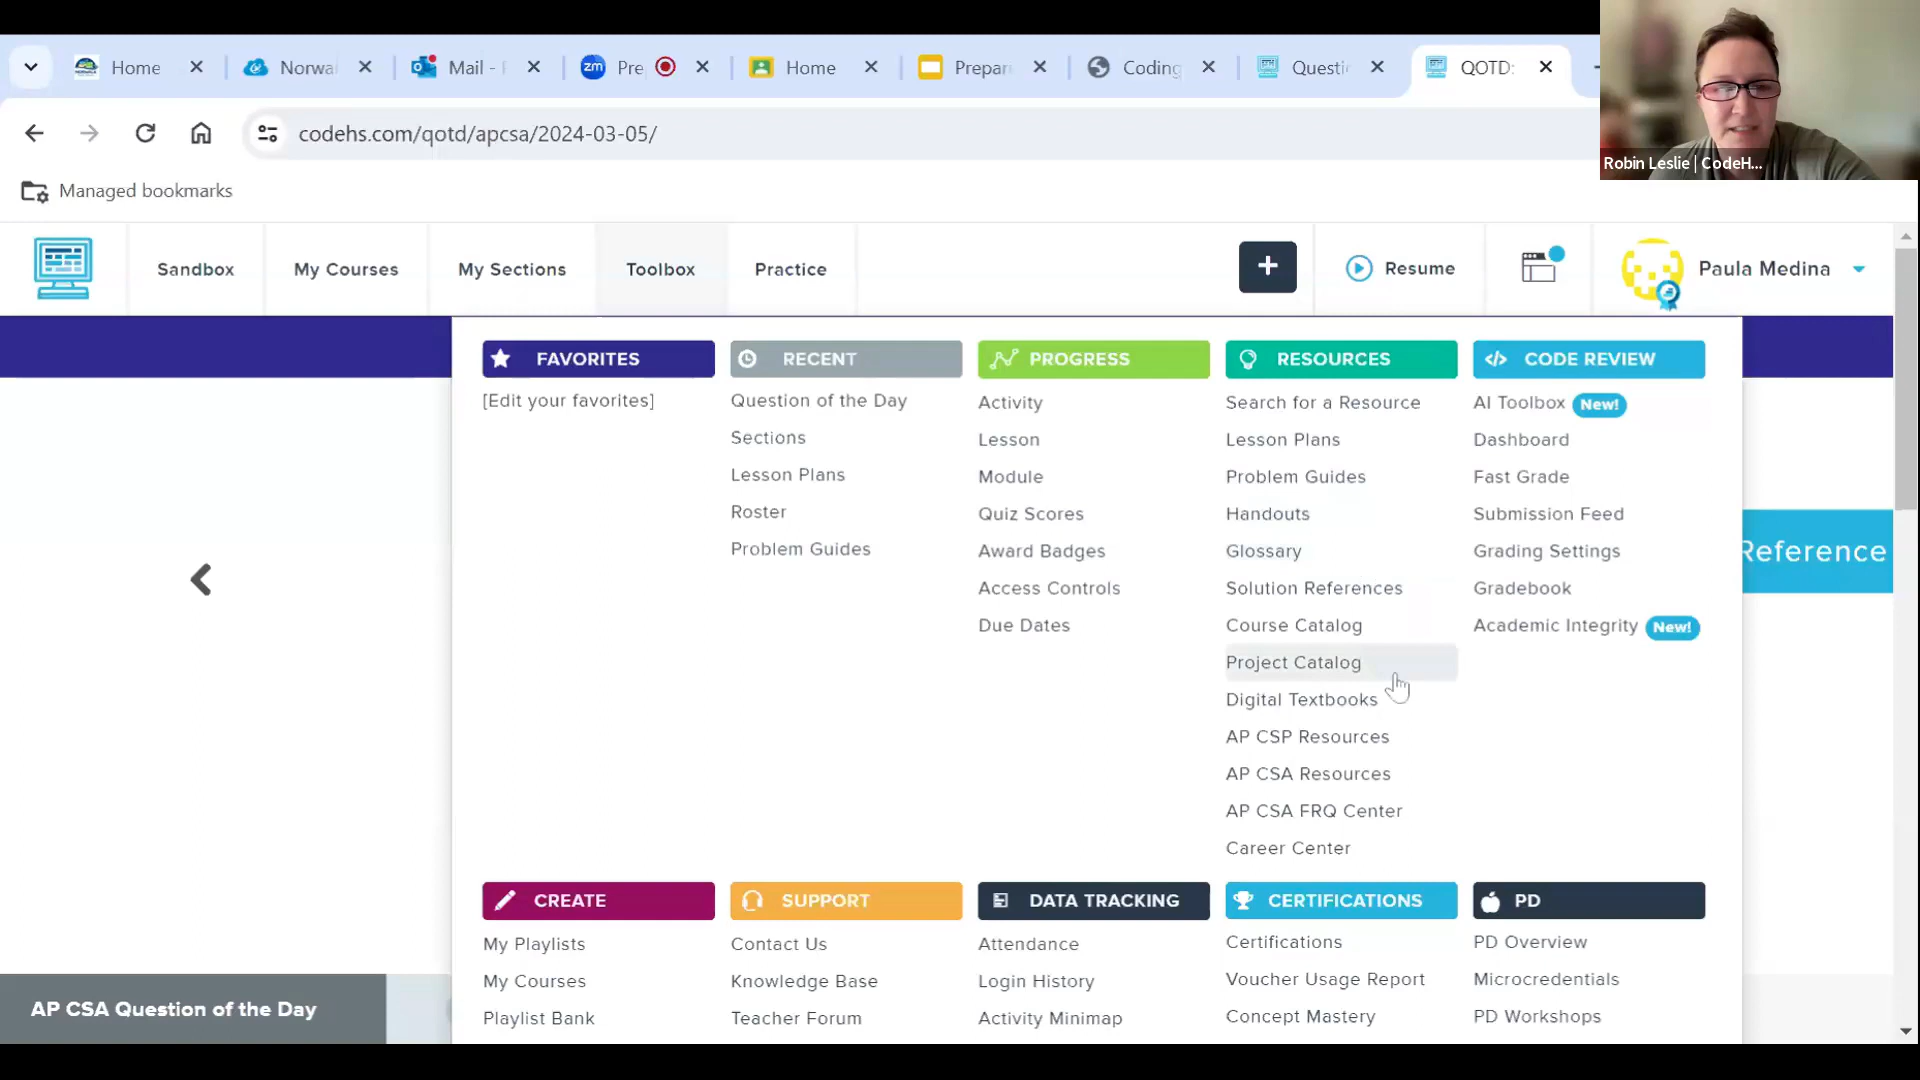 Home
Norwal
Mail -
zm
Pre
Home
Prepar
Coding
Questi
QOTD:
codehs.com/qotd/apcsa/2024-03-05/
Robin Leslie | CodeH...
Managed bookmarks
Sandbox
My Courses
My Sections
Toolbox
Practice
+
Resume
Paula Medina
FAVORITES
[Edit your favorites]
RECENT
Question of the Day
Sections
Lesson Plans
Roster
Problem Guides
PROGRESS
Activity
Lesson
Module
Quiz Scores
Award Badges
Access Controls
Due Dates
RESOURCES
Search for a Resource
Lesson Plans
Problem Guides
Handouts
Glossary
Solution References
Course Catalog
Project Catalog
Digital Textbooks
AP CSP Resources
AP CSA Resources
AP CSA FRQ Center
Career Center
</> CODE REVIEW
AI Toolbox New!
Dashboard
Fast Grade
Submission Feed
Grading Settings
Gradebook
Academic Integrity New!
Reference
CREATE
My Playlists
My Courses
Playlist Bank
SUPPORT
Contact Us
Knowledge Base
Teacher Forum
DATA TRACKING
Attendance
Login History
Activity Minimap
CERTIFICATIONS
Certifications
Voucher Usage Report
Concept Mastery
PD
PD Overview
Microcredentials
PD Workshops
AP CSA Question of the Day